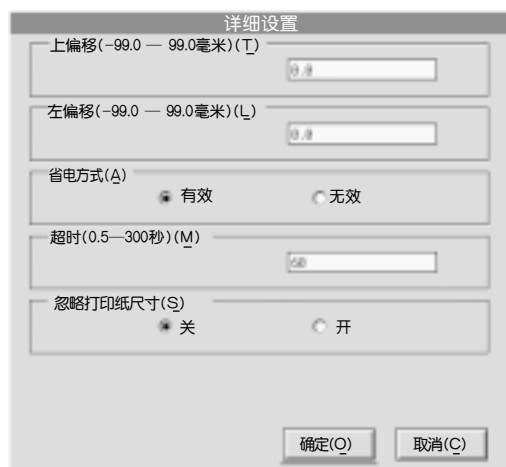 详细设置
上偏移(-99.0 — 99.0毫米)(T)
0.0
左偏移(-99.0 — 99.0毫米)(L)
0.0
省电方式(A)
有效 无效
超时(0.5—300秒)(M)
60
忽略打印纸尺寸(S)
关 开
确定(O) 取消(C)